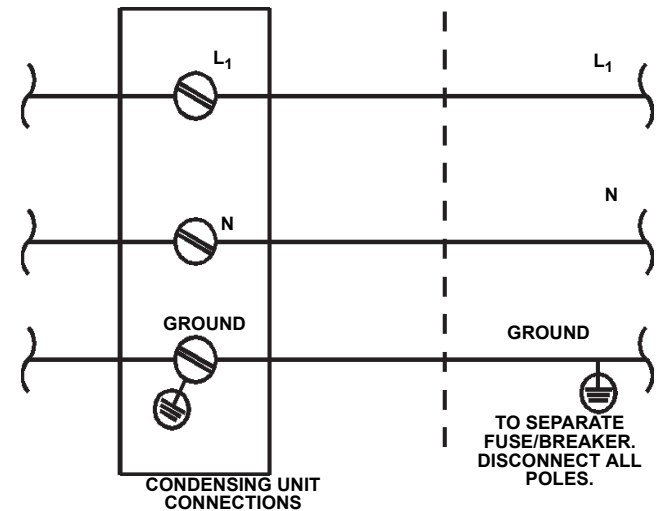 L₁
L₁
N
N
GROUND
GROUND
TO SEPARATE
FUSE/BREAKER.
DISCONNECT ALL
POLES.
CONDENSING UNIT
CONNECTIONS